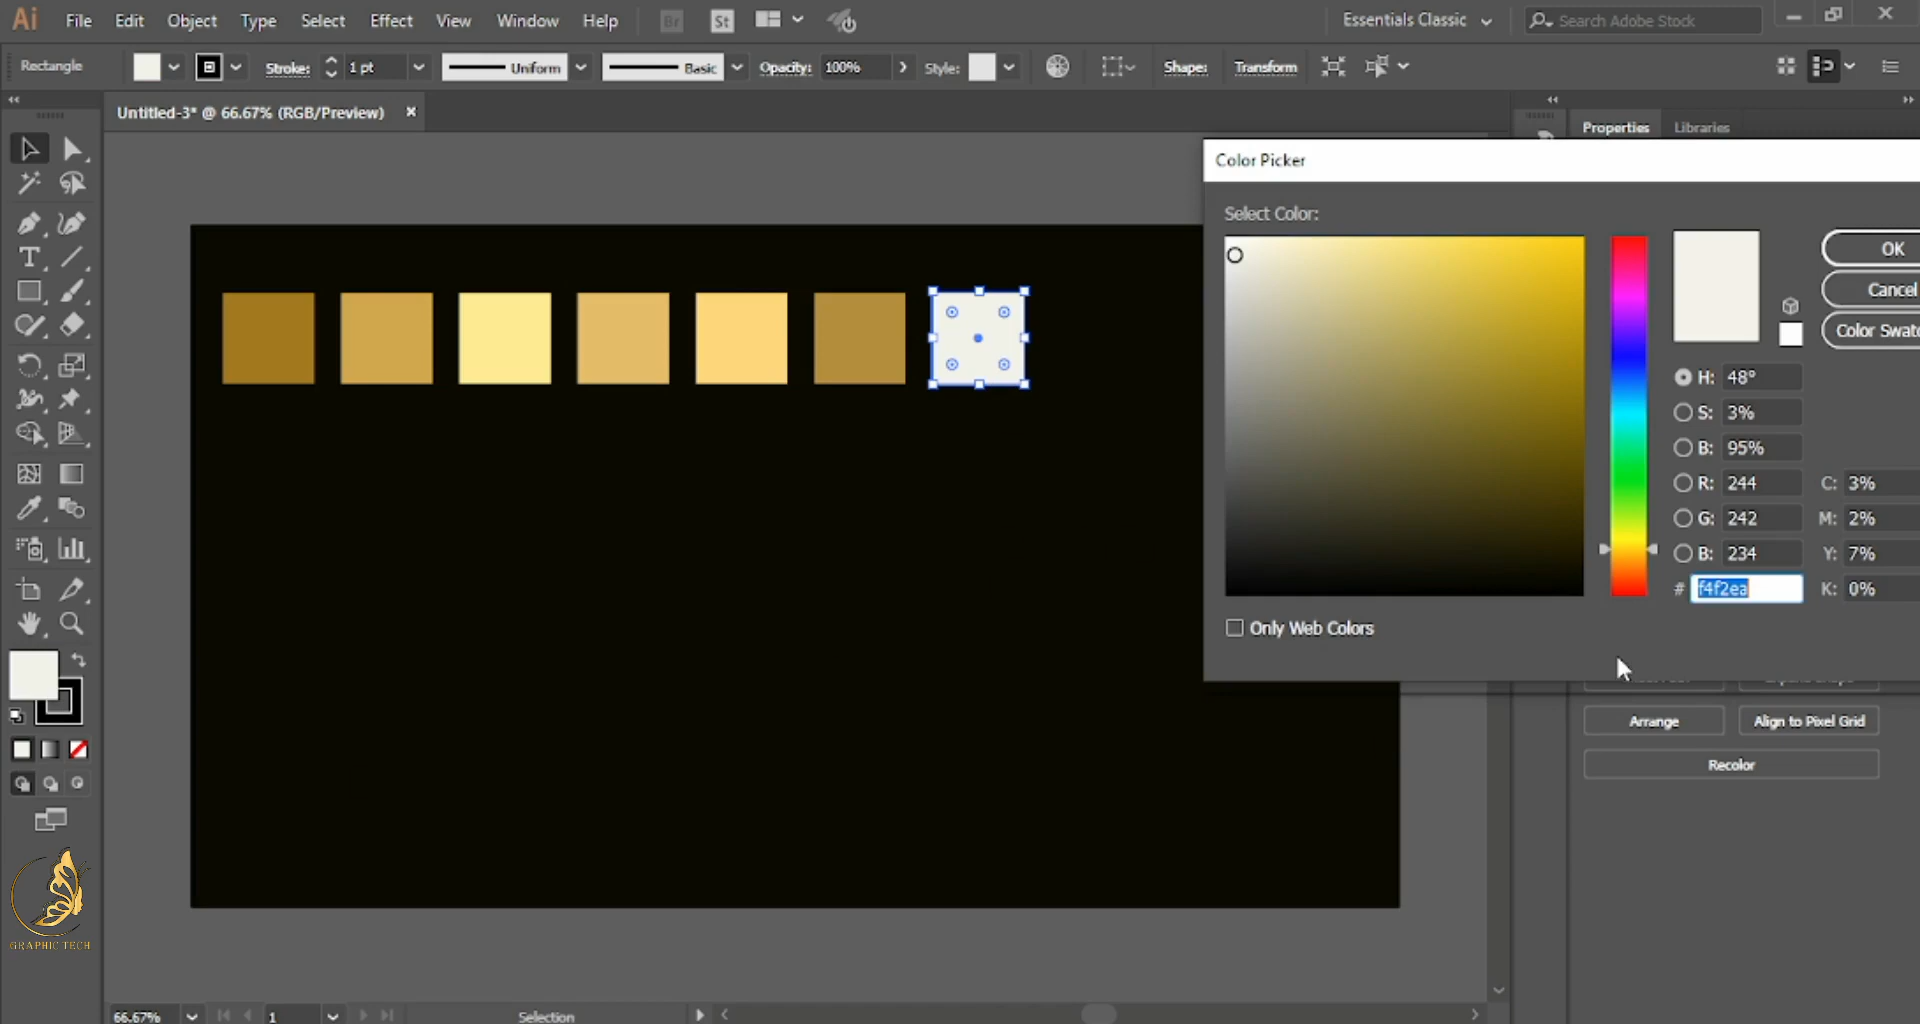 Ai File Edit Object Type Select Effect View Window Help Br St Essentials Classic Search Adobe Stock
Rectangle Stroke: 1 pt Uniform Basic Opacity: 100% Style: Shape: Transform
Untitled-3* @ 66.67% (RGB/Preview)
Properties Libraries
Color Picker
Select Color:
OK
Cancel
Color Swatc
H: 48°
S: 3%
B: 95%
R: 244 C: 3%
G: 242 M: 2%
B: 234 Y: 7%
# f4f2ea K: 0%
Only Web Colors
Arrange Align to Pixel Grid
Recolor
GRAPHIC TECH
66.67% 1 Selection